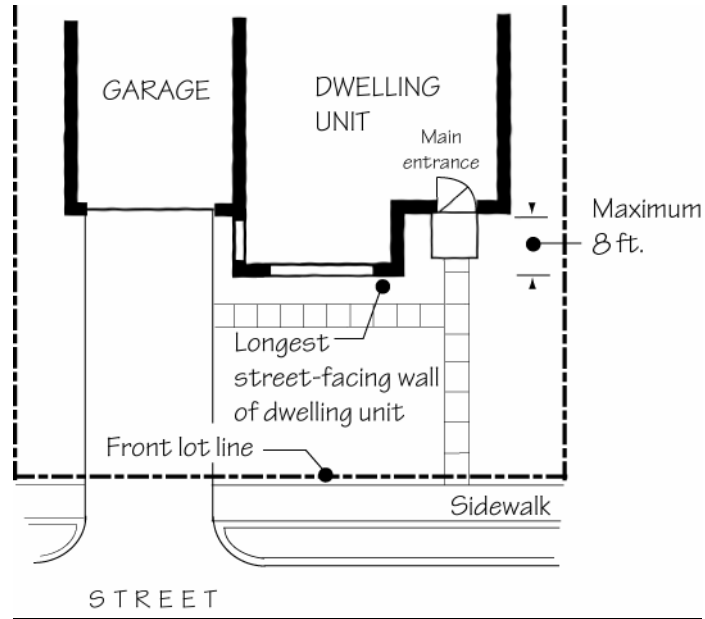 GARAGE
DWELLING
UNIT
Main
entrance
Maximum
8 ft.
Longest
street-facing wall
of dwelling unit
Front lot line
Sidewalk
STREET